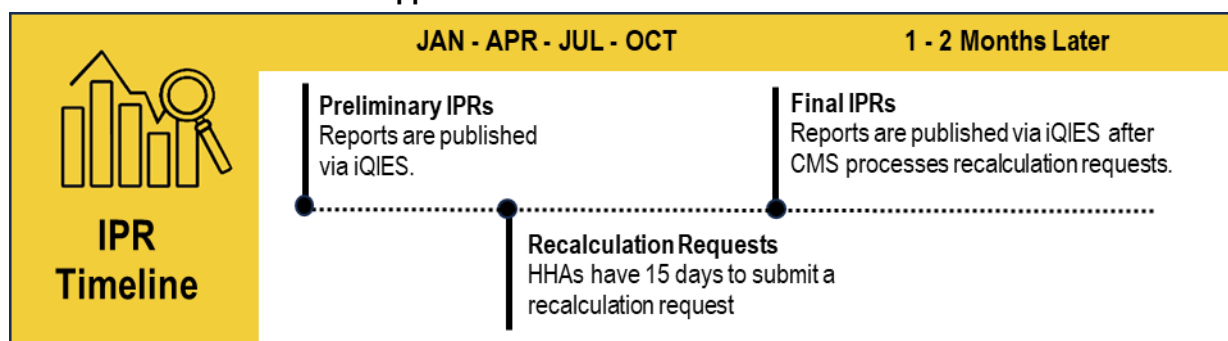 JAN - APR - JUL - OCT
1 - 2 Months Later
IPR
Timeline
Preliminary IPRs
Reports are published
via iQIES.
Final IPRs
Reports are published via iQIES after
CMS processes recalculation requests.
Recalculation Requests
HHAs have 15 days to submit a
recalculation request